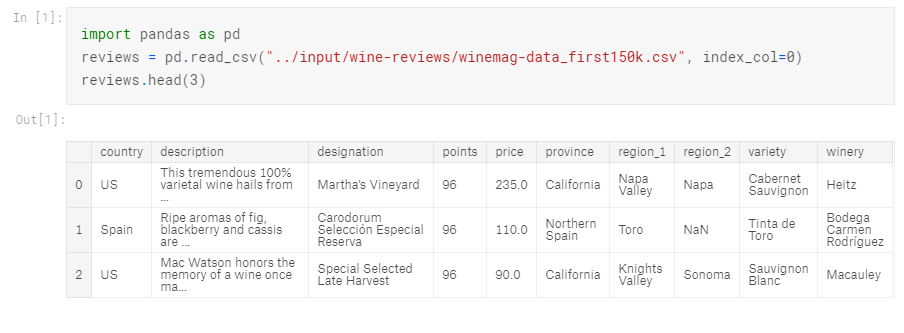 In [1]:
import pandas as pd
reviews = pd.read_csv("../input/wine-reviews/winemag-data_first150k.csv", index_col=0)
reviews.head(3)
Out[1]:
country description designation points price province region_1 region_2 variety winery
0 US This tremendous 100% varietal wine hails from ... Martha's Vineyard 96 235.0 California Napa Valley Napa Cabernet Sauvignon Heitz
1 Spain Ripe aromas of fig, blackberry and cassis are ... Carodorum Selección Especial Reserva 96 110.0 Northern Spain Toro NaN Tinta de Toro Bodega Carmen Rodríguez
2 US Mac Watson honors the memory of a wine once ma... Special Selected Late Harvest 96 90.0 California Knights Valley Sonoma Sauvignon Blanc Macauley